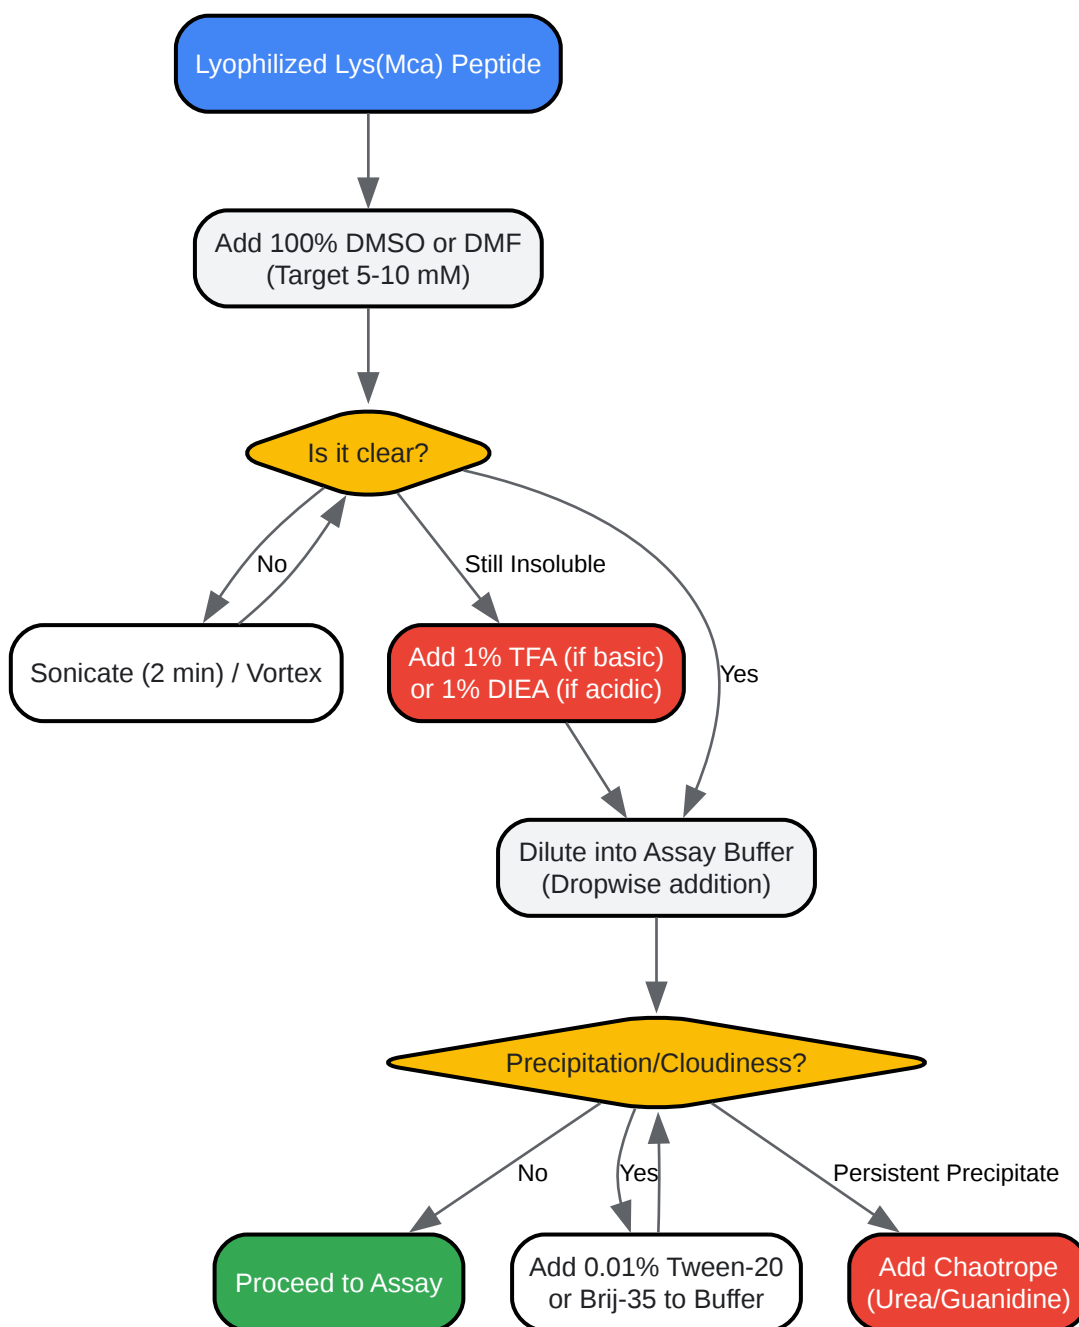 Lyophilized Lys(Mca) Peptide
Add 100% DMSO or DMF
(Target 5-10 mM)
Is it clear?
No
Still Insoluble
Sonicate (2 min) / Vortex
Add 1% TFA (if basic)
or 1% DIEA (if acidic)
Yes
Dilute into Assay Buffer
(Dropwise addition)
Precipitation/Cloudiness?
No
Yes
Persistent Precipitate
Proceed to Assay
Add 0.01% Tween-20
or Brij-35 to Buffer
Add Chaotrope
(Urea/Guanidine)